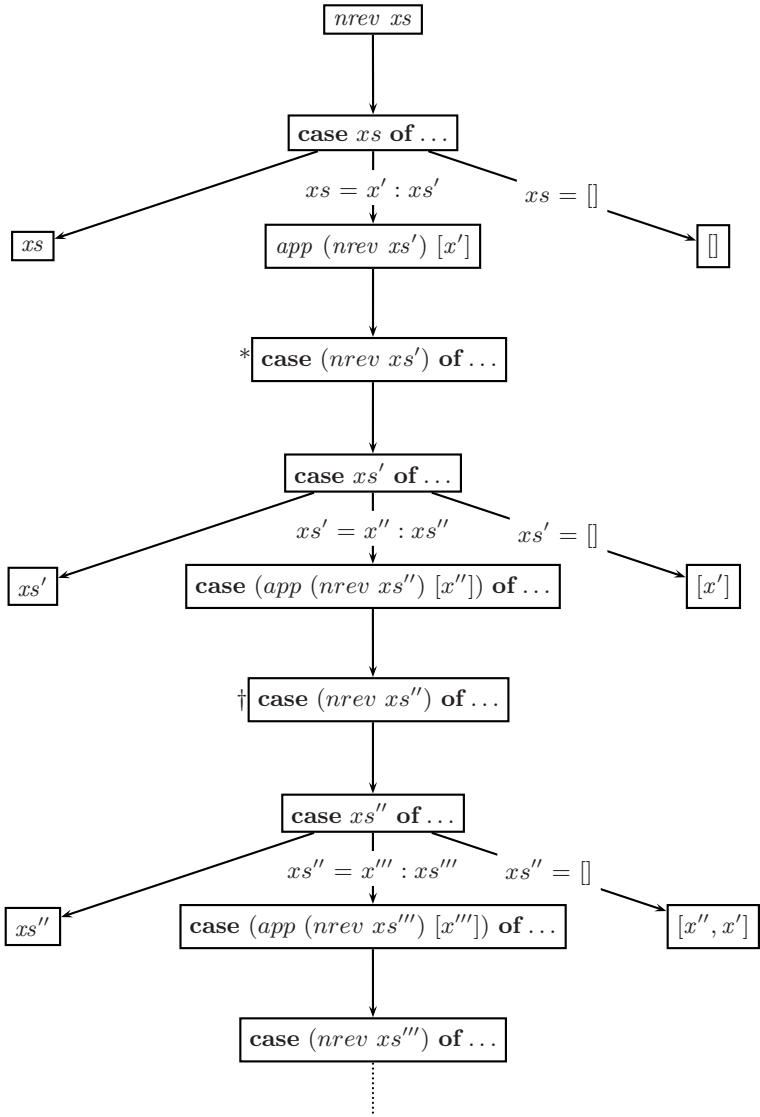 nrev xs
case xs of ...
xs = x′ : xs′
xs = []
xs
app (nrev xs′) [x′]
[]
* case (nrev xs′) of ...
case xs′ of ...
xs′ = x′′ : xs′′
xs′ = []
xs′
case (app (nrev xs′′) [x′′]) of ...
[x′]
† case (nrev xs′′) of ...
case xs′′ of ...
xs′′ = x′′′ : xs′′′
xs′′ = []
xs′′
case (app (nrev xs′′′) [x′′′]) of ...
[x′′, x′]
case (nrev xs′′′) of ...